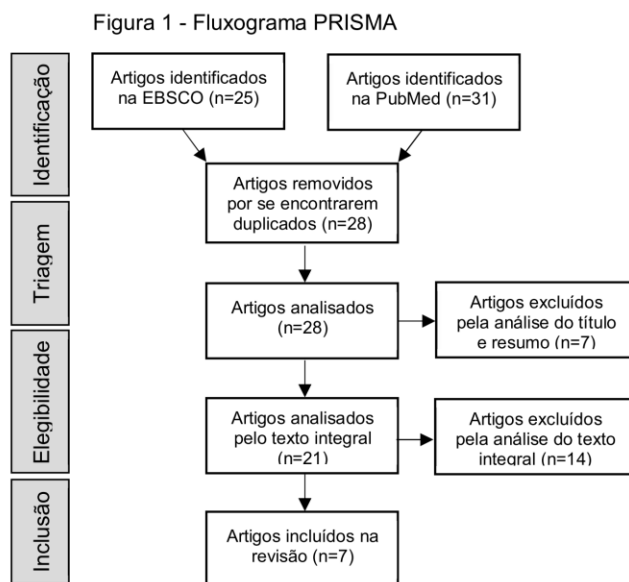 Figura 1 - Fluxograma PRISMA
Identificação
Artigos identificados
na EBSCO (n=25)
Artigos identificados
na PubMed (n=31)
Artigos removidos
por se encontrarem
duplicados (n=28)
Triagem
Artigos analisados
(n=28)
Artigos excluídos
pela análise do título
e resumo (n=7)
Elegibilidade
Artigos analisados
pelo texto integral
(n=21)
Artigos excluídos
pela análise do texto
integral (n=14)
Inclusão
Artigos incluídos na
revisão (n=7)